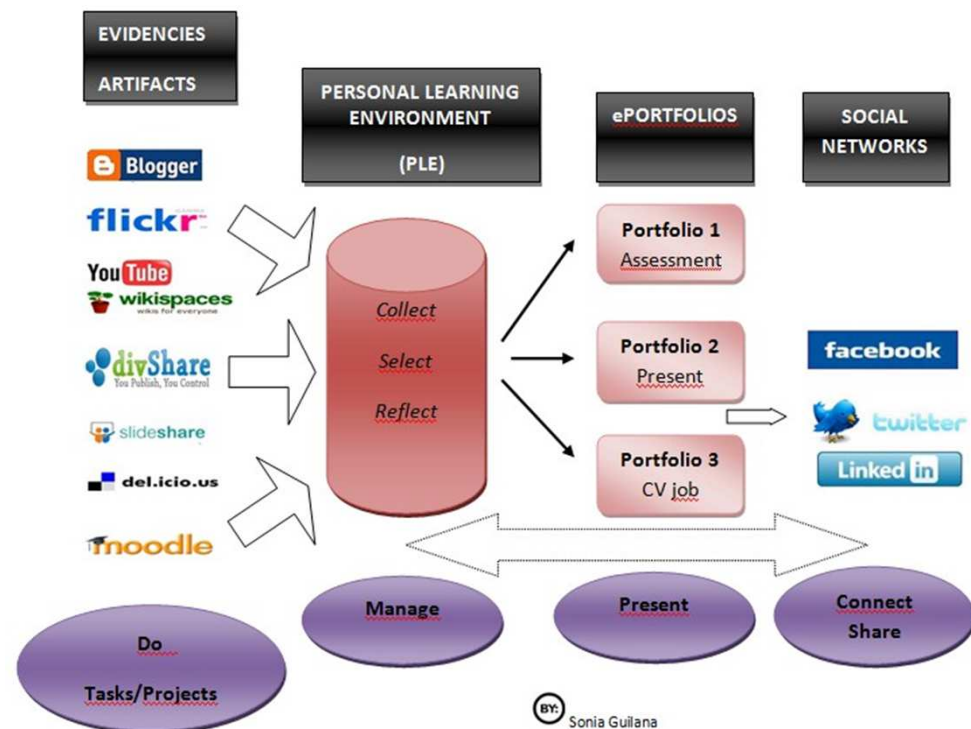 EVIDENCIES
ARTIFACTS
Blogger
flickr
YouTube
wikispaces
wikis for everyone
divShare
You Publish, You Control
slideshare
del.icio.us
moodle
Do
Tasks/Projects
PERSONAL LEARNING
ENVIRONMENT
(PLE)
Collect
Select
Reflect
Manage
ePORTFOLIOS
Portfolio 1
Assessment
Portfolio 2
Present
Portfolio 3
CV job
Present
SOCIAL
NETWORKS
facebook
twitter
Linked in
Connect
Share
BY:
Sonia Guilana